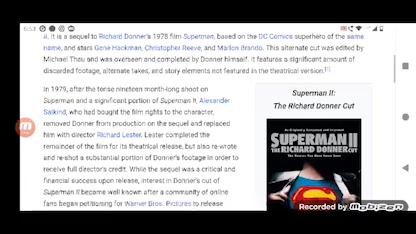 6:53
II. It is a sequel to Richard Donner's 1978 film Superman, based on the DC Comics superhero of the same
name, and stars Gene Hackman, Christopher Reeve, and Marlon Brando. This alternate cut was edited by
Michael Thau and was overseen and completed by Donner himself. It features a significant amount of
discarded footage, alternate takes, and story elements not featured in the theatrical version.[1]
In 1979, after the tense nineteen month-long shoot on
Superman and a significant portion of Superman II, Alexander
Salkind, who had bought the film rights to the character,
removed Donner from production on the sequel and replaced
him with director Richard Lester. Lester completed the
remainder of the film for its theatrical release, but also re-wrote
and re-shot a substantial portion of Donner's footage in order to
receive full director's credit. While the sequel was a critical and
financial success upon release, interest in Donner's cut of
Superman II became well known after a community of online
fans began petitioning for Warner Bros. Pictures to release
Superman II:
The Richard Donner Cut
SUPERMAN II
THE RICHARD DONNER CUT
Recorded by Mobizen